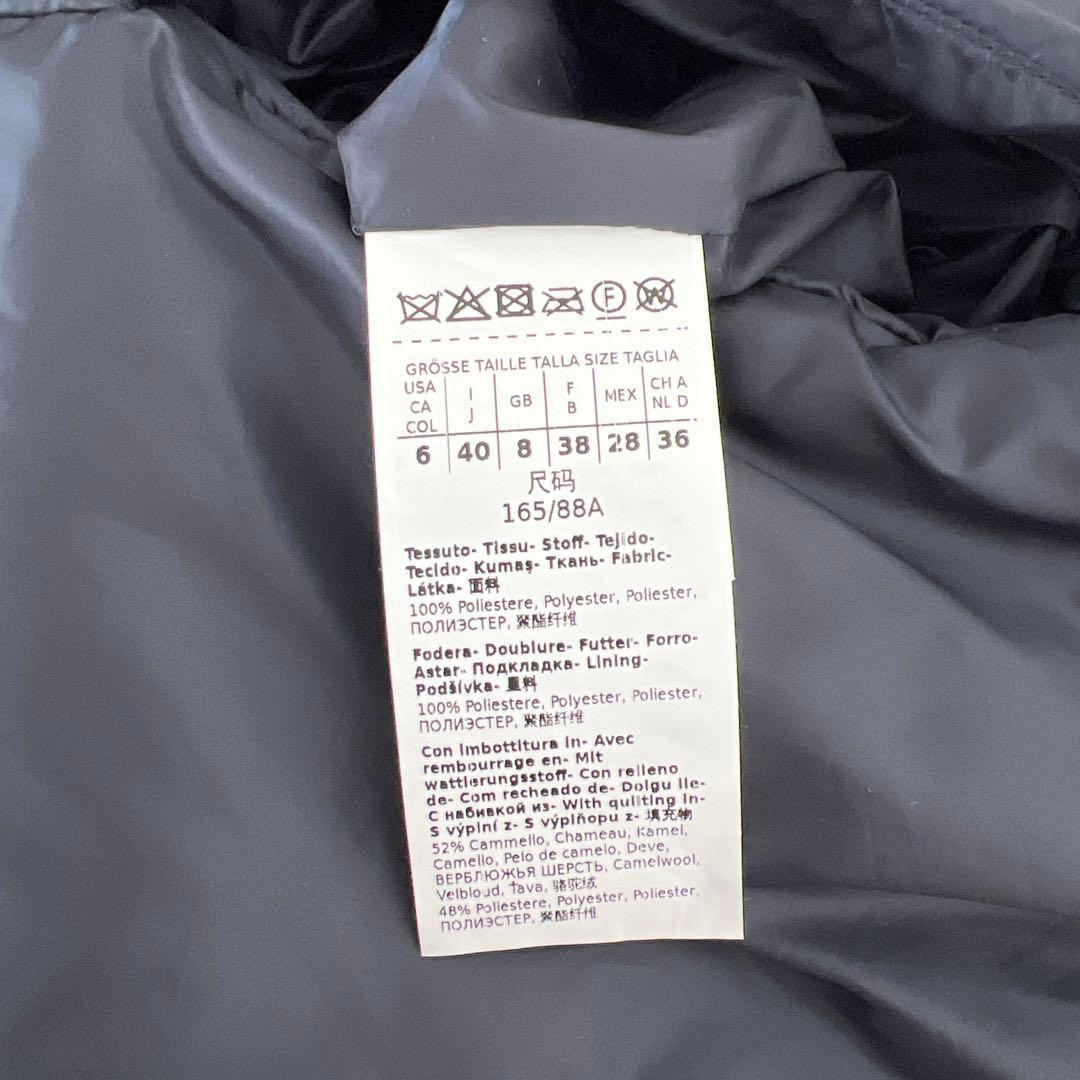 F W
GRÖSSE TAILLE TALLA SIZE TAGLIA
USA CA COL I J GB F B MEX CH A NL D
6 40 8 38 28 36
尺码
165/88A
Tessuto- Tissu- Stoff- Tejido-
Tecido- Kumaş- Ткань- Fabric-
Látka- 面料
100% Poliestere, Polyester, Poliester,
ПОЛИЭСТЕР, 聚酯纤维
Fodera- Doublure- Futter- Forro-
Astar- Подкладка- Lining-
Podšívka- 里料
100% Poliestere, Polyester, Poliester,
ПОЛИЭСТЕР, 聚酯纤维
Con imbottitura in- Avec
rembourrage en- Mit
wattierungsstoff- Con relleno
de- Com recheado de- Dolgu ile-
С набивкой из- With quilting in-
S výplní z- S výplňopu z- 填充物
52% Cammello, Chameau, Kamel,
Camello, Pelo de camelo, Deve,
ВЕРБЛЮЖЬЯ ШЕРСТЬ, Camelwool,
Velbloud, Ťava, 骆驼绒
48% Poliestere, Polyester, Poliester,
ПОЛИЭСТЕР, 聚酯纤维